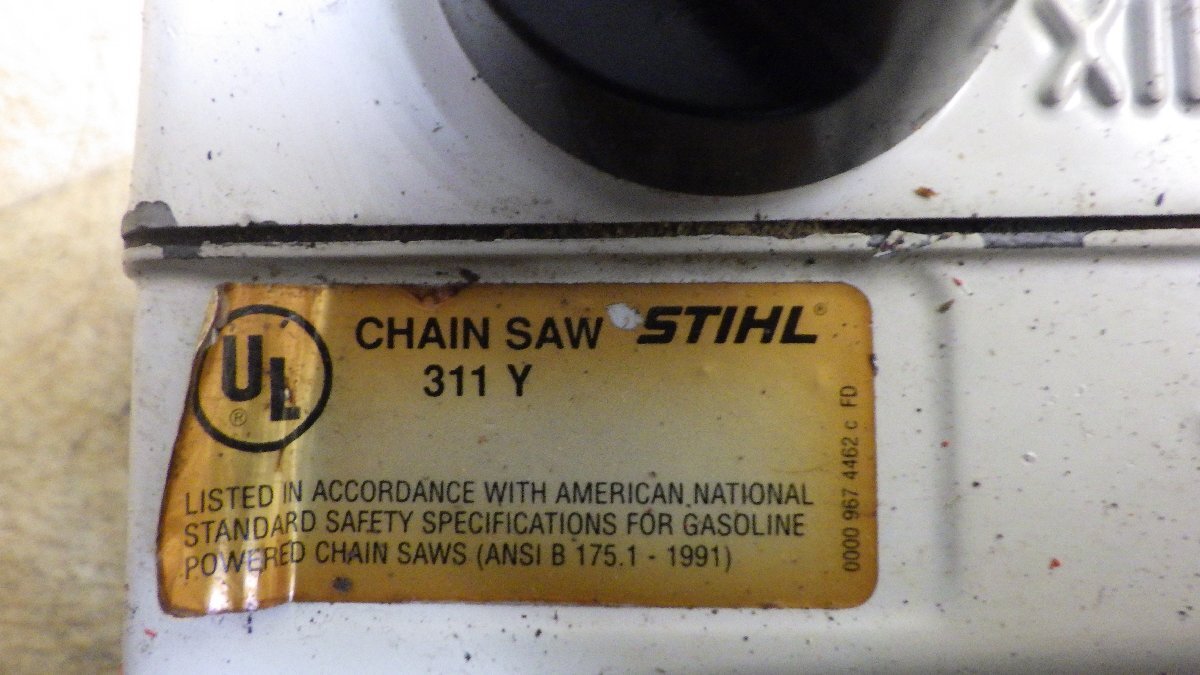 UL
®
CHAIN SAW STIHL®
311 Y
LISTED IN ACCORDANCE WITH AMERICAN NATIONAL
STANDARD SAFETY SPECIFICATIONS FOR GASOLINE
POWERED CHAIN SAWS (ANSI B 175.1 - 1991)
0000 967 4462 C FD